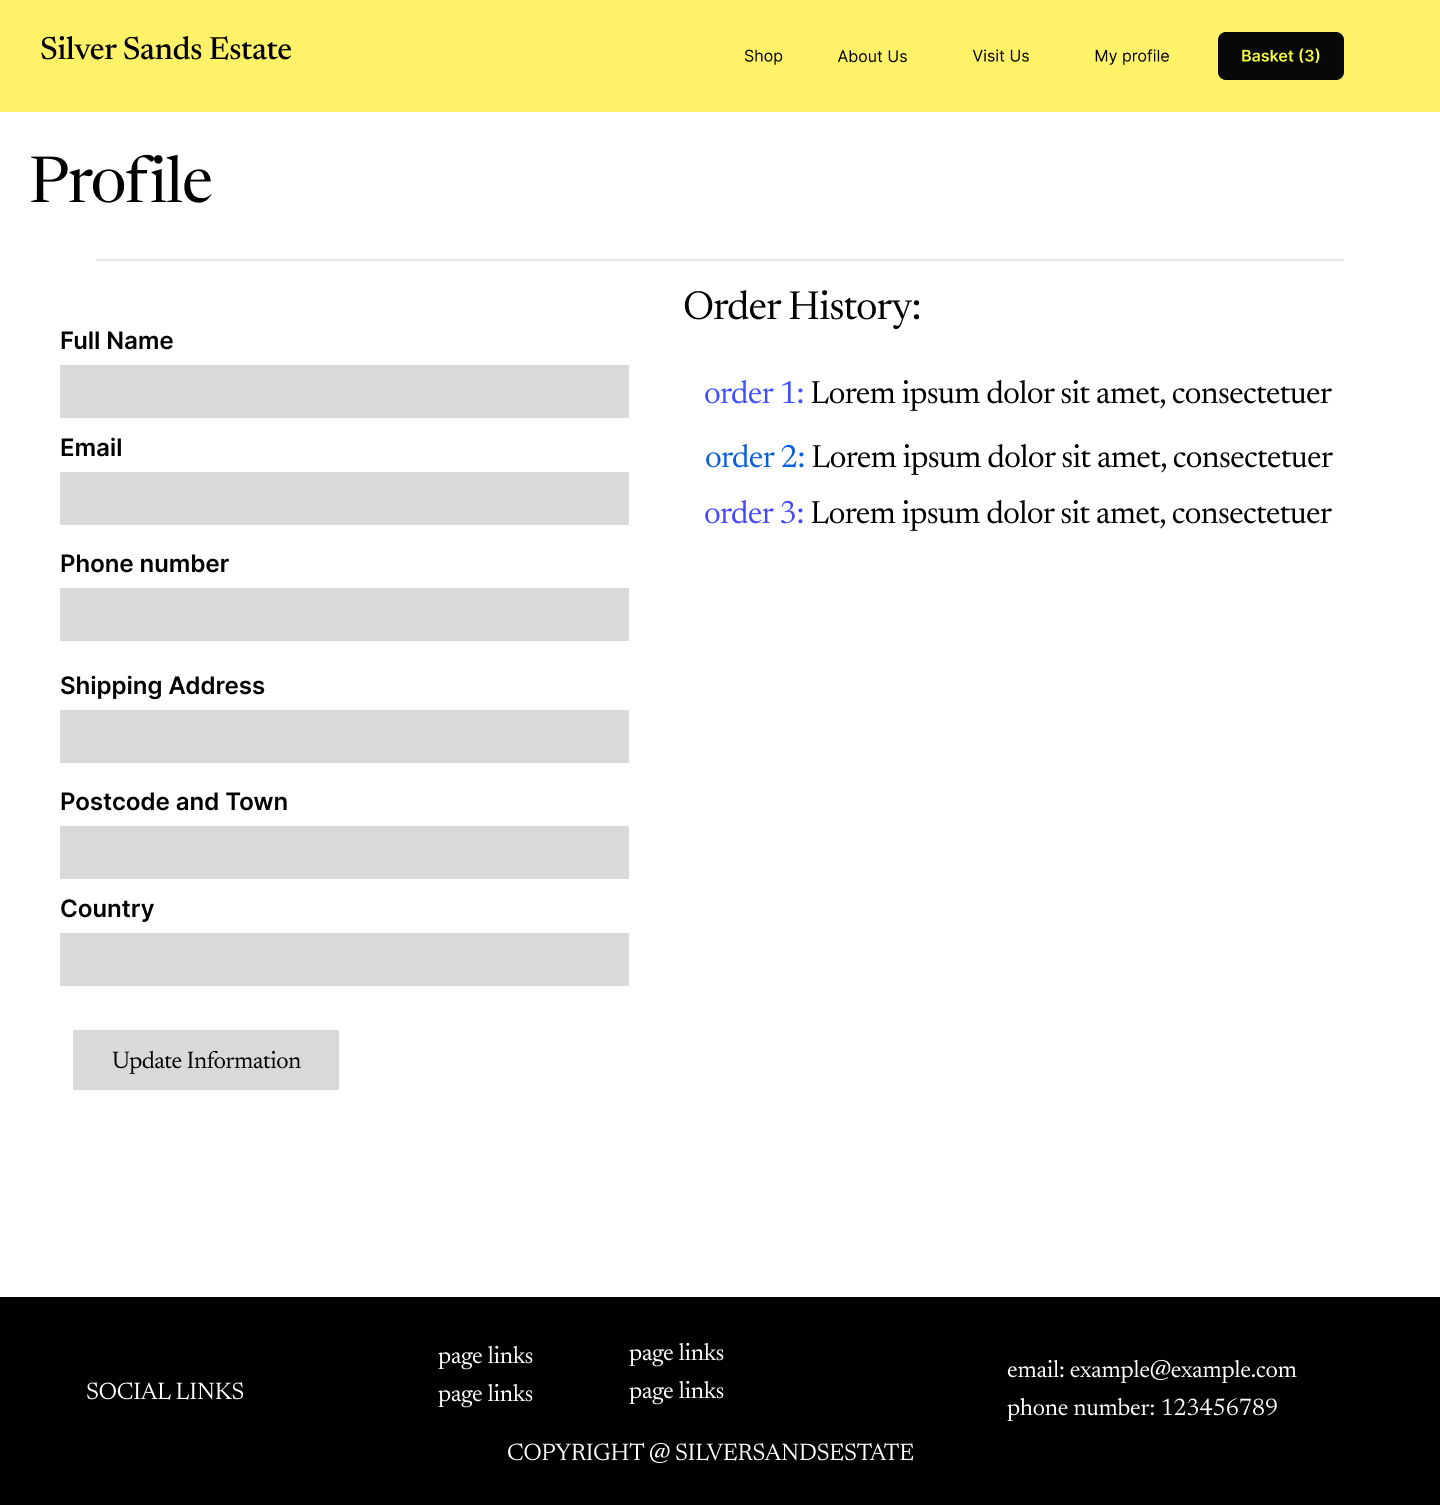 Silver Sands Estate
Shop
About Us
Visit Us
My profile
Basket (3)
Profile
Order History:
order 1: Lorem ipsum dolor sit amet, consectetuer
order 2: Lorem ipsum dolor sit amet, consectetuer
order 3: Lorem ipsum dolor sit amet, consectetuer
Full Name
Email
Phone number
Shipping Address
Postcode and Town
Country
Update Information
SOCIAL LINKS
page links
page links
page links
page links
email: example@example.com
phone number: 123456789
COPYRIGHT @ SILVERSANDSESTATE